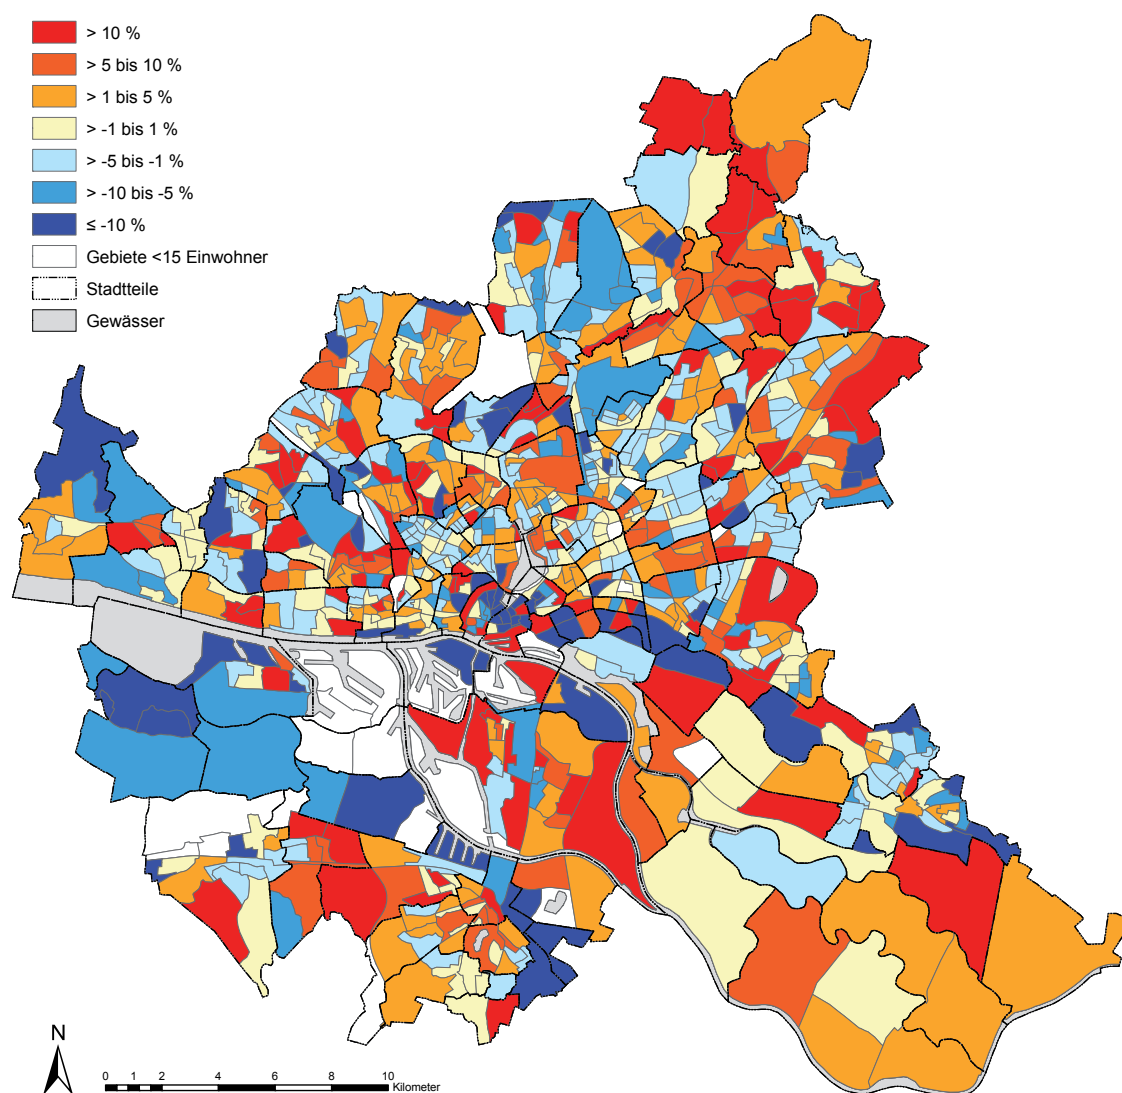 > 10 %
> 5 bis 10 %
> 1 bis 5 %
> -1 bis 1 %
> -5 bis -1 %
> -10 bis -5 %
≤ -10 %
Gebiete <15 Einwohner
Stadtteile
Gewässer
N
0 1 2 4 6 8 10
Kilometer